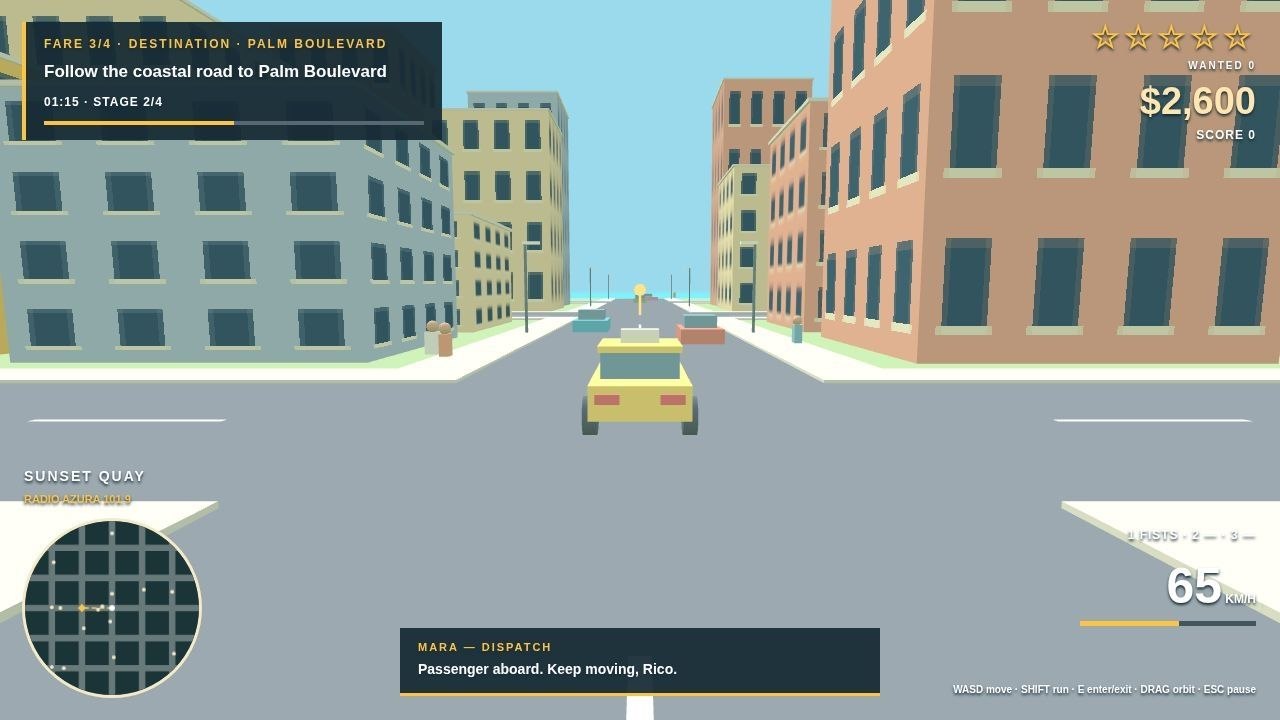 FARE 3/4 · DESTINATION · PALM BOULEVARD
Follow the coastal road to Palm Boulevard
01:15 · STAGE 2/4
WANTED 0
$2,600
SCORE 0
SUNSET QUAY
RADIO AZURA 101.9
1 FISTS · 2 — · 3 —
65 KM/H
MARA — DISPATCH
Passenger aboard. Keep moving, Rico.
WASD move · SHIFT run · E enter/exit · DRAG orbit · ESC pause